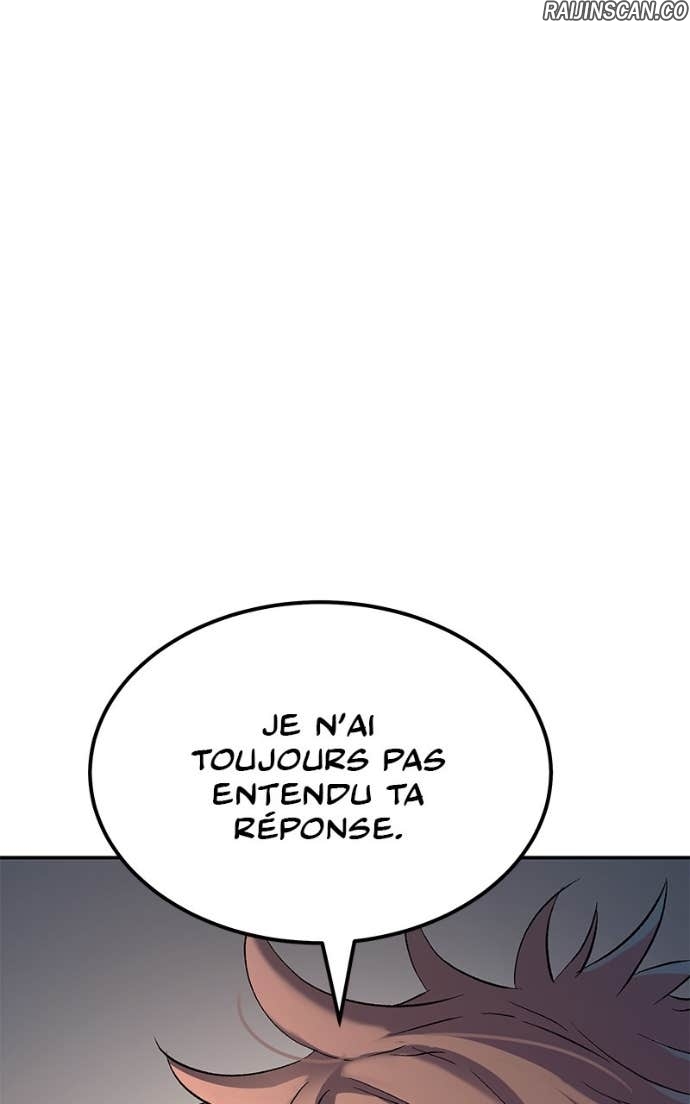 RAIJINSCAN.CO
JE N'AI
TOUJOURS PAS
ENTENDU TA
RÉPONSE.